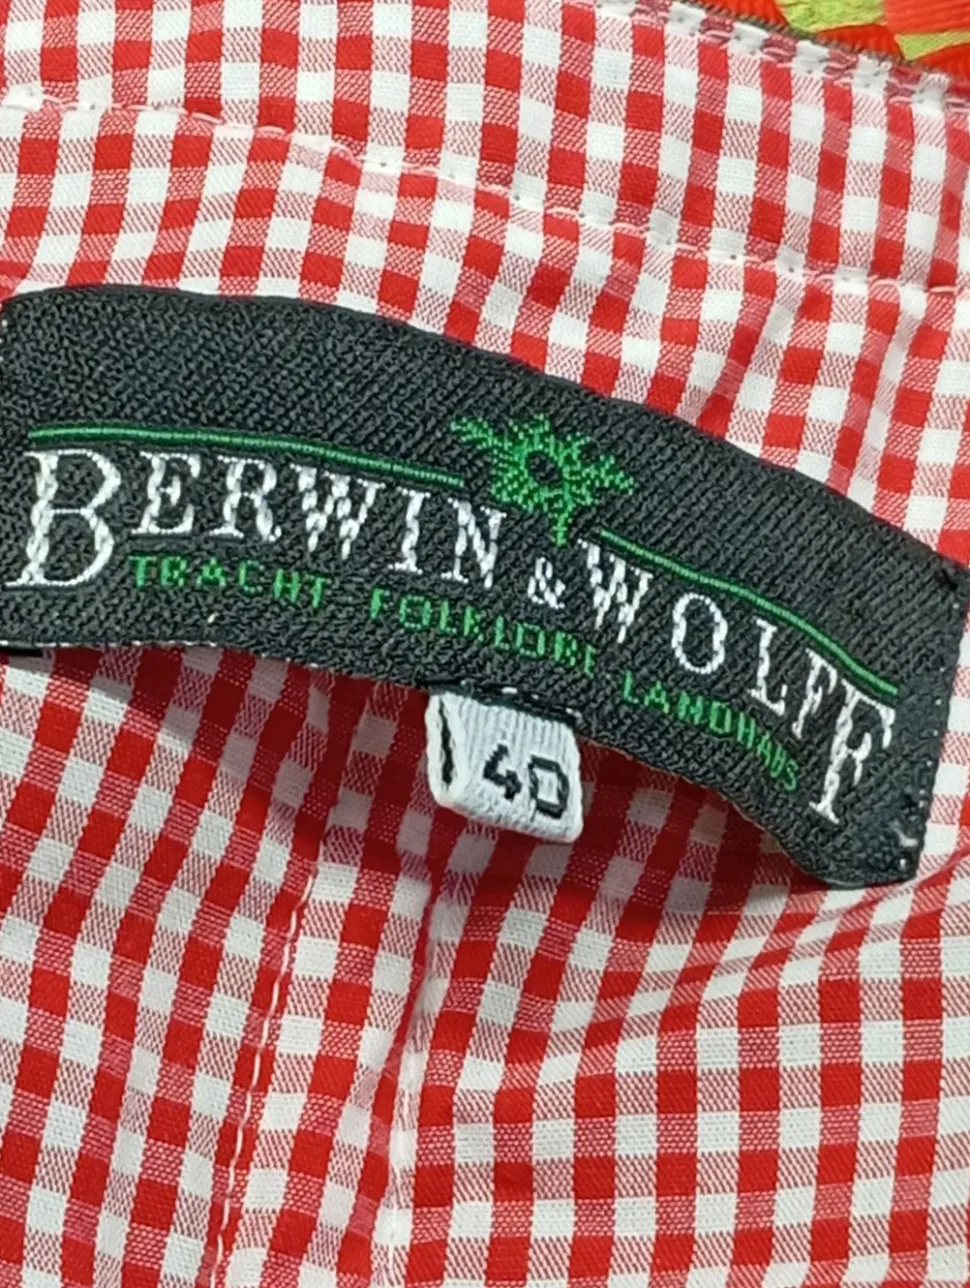 BERWIN & WOLFF
TRACHT FOLKLORE LANDHAUS
40